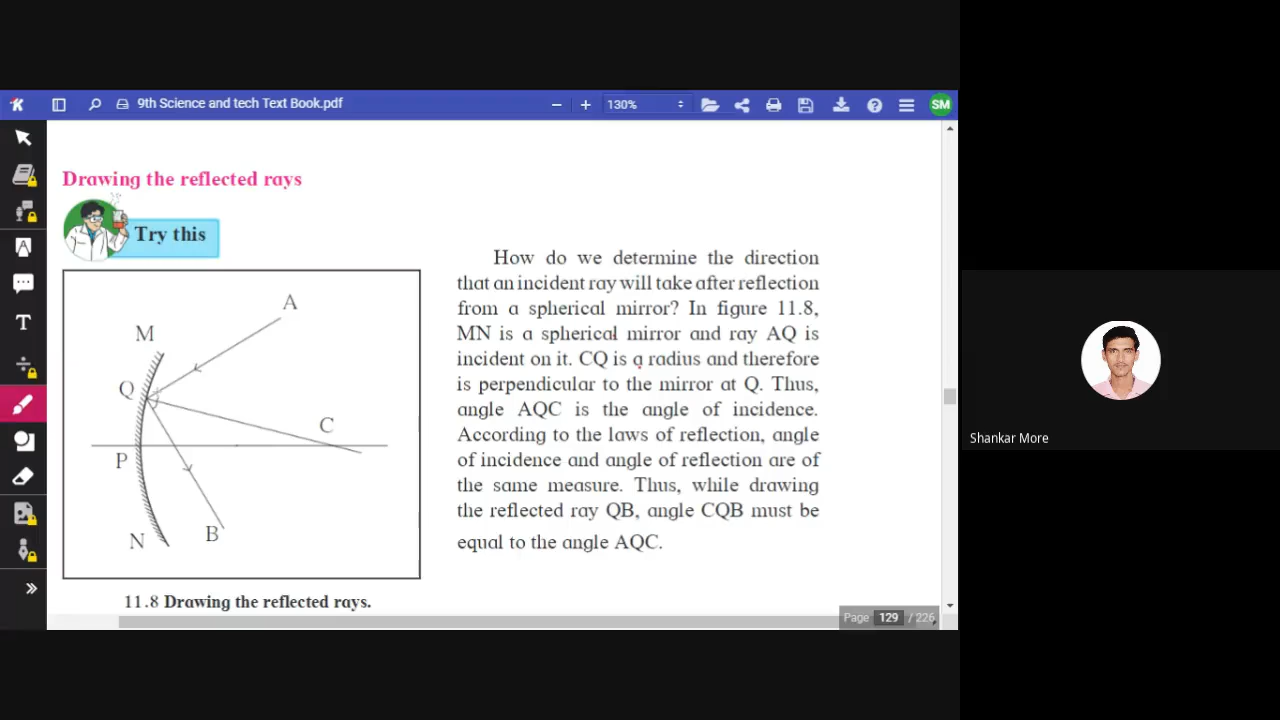 9th Science and tech Text Book.pdf
130%
SM
Drawing the reflected rays
Try this
A
M
Q
C
P
B
N
11.8 Drawing the reflected rays.
How do we determine the direction
that an incident ray will take after reflection
from a spherical mirror? In figure 11.8,
MN is a spherical mirror and ray AQ is
incident on it. CQ is a radius and therefore
is perpendicular to the mirror at Q. Thus,
angle AQC is the angle of incidence.
According to the laws of reflection, angle
of incidence and angle of reflection are of
the same measure. Thus, while drawing
the reflected ray QB, angle CQB must be
equal to the angle AQC.
Page 129 / 226
Shankar More